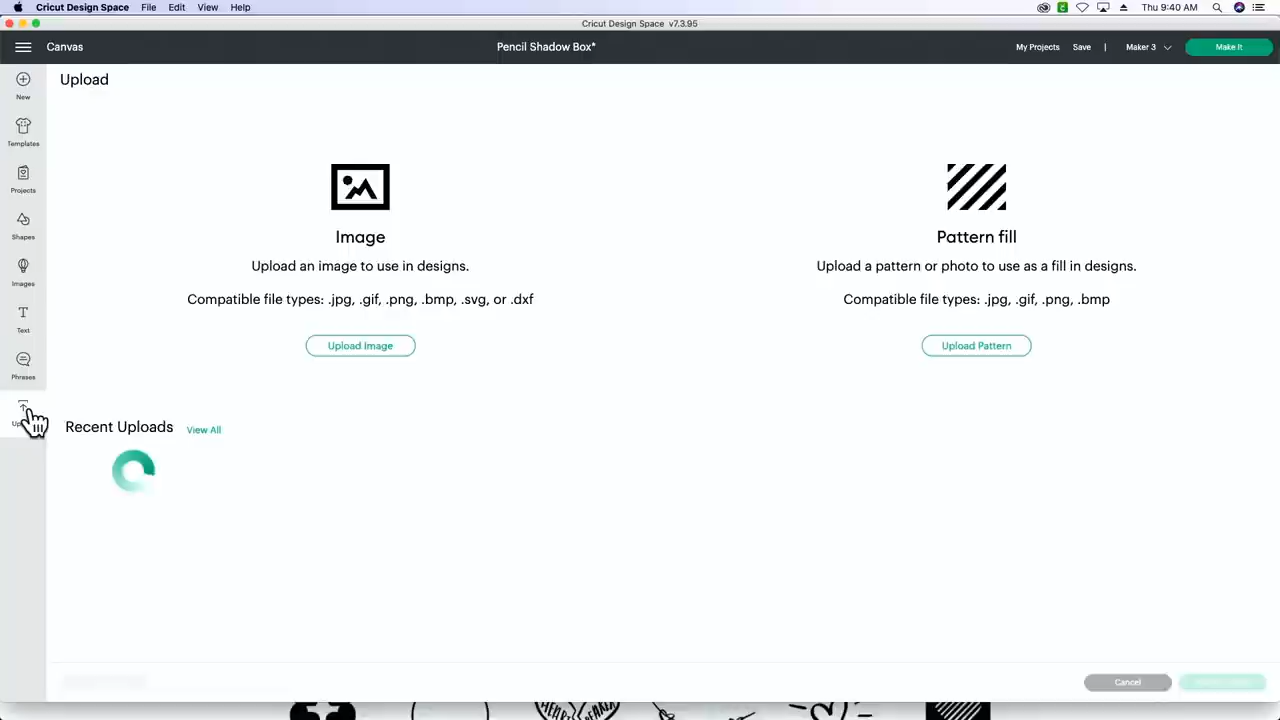 Cricut Design Space File Edit View Help Thu 9:40 AM
Cricut Design Space v7.3.95
Canvas Pencil Shadow Box* My Projects Save | Maker 3 Make It
Upload
New
Templates
Projects
Shapes
Images
Text
Phrases
Image
Upload an image to use in designs.
Compatible file types: .jpg, .gif, .png, .bmp, .svg, or .dxf
Upload Image
Pattern fill
Upload a pattern or photo to use as a fill in designs.
Compatible file types: .jpg, .gif, .png, .bmp
Upload Pattern
Recent Uploads View All
Cancel